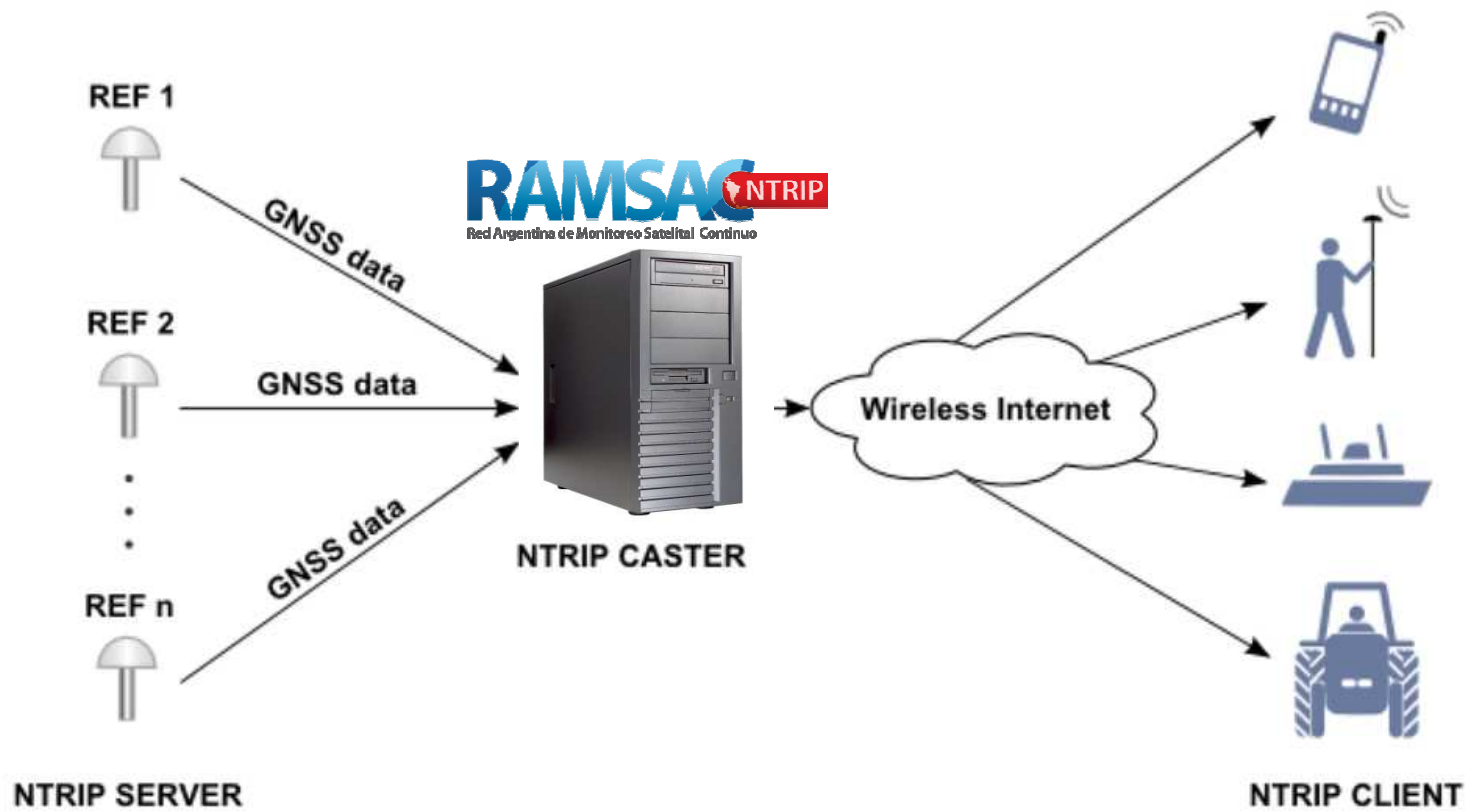 REF 1
GNSS data
RAMSAC NTRIP
Red Argentina de Monitoreo Satelital Continuo
REF 2
GNSS data
Wireless Internet
GNSS data
NTRIP CASTER
REF n
NTRIP SERVER
NTRIP CLIENT